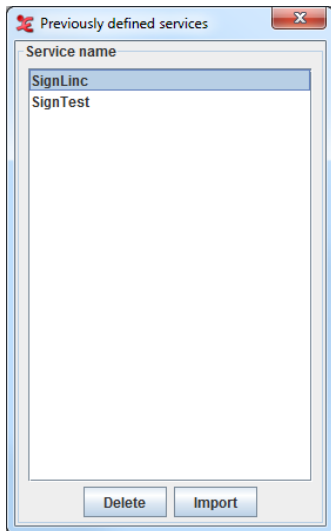 Previously defined services
Service name
SignLinc
SignTest
Delete Import